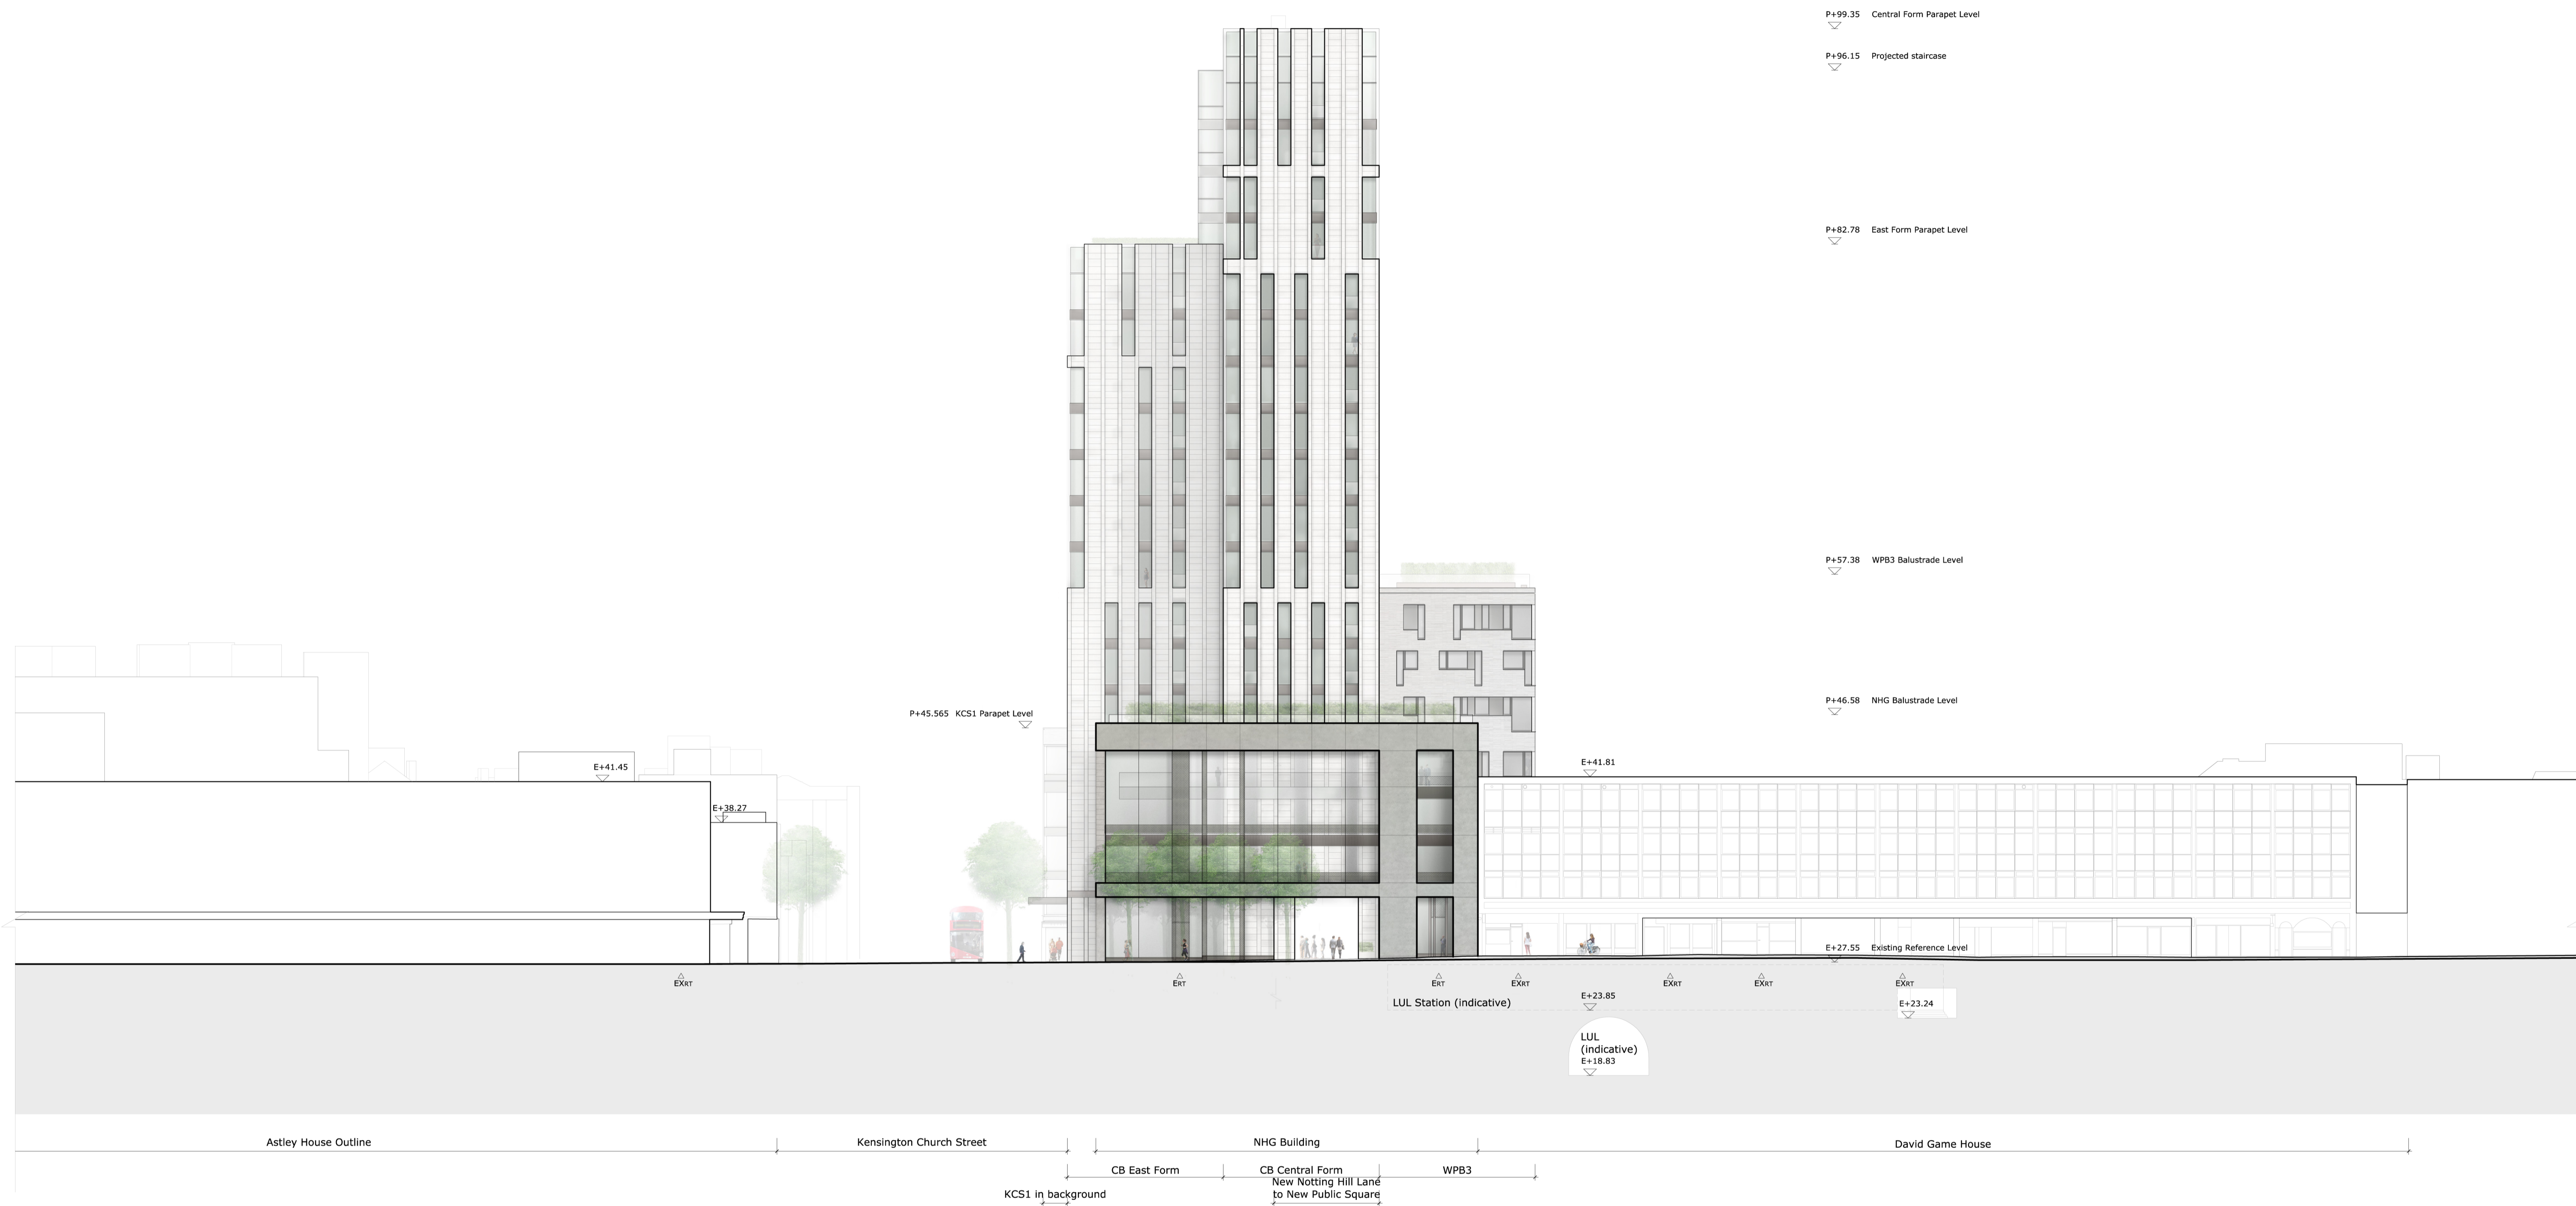 P+99.35 Central Form Parapet Level
P+96.15 Projected staircase
P+82.78 East Form Parapet Level
P+57.38 WPB3 Balustrade Level
P+46.58 NHG Balustrade Level
P+45.565 KCS1 Parapet Level
E+41.81
E+41.45
E+38.27
E+27.55 Existing Reference Level
EXRT
ERT
ERT
EXRT
EXRT
EXRT
EXRT
LUL Station (indicative)
E+23.85
E+23.24
LUL
(indicative)
E+18.83
Astley House Outline
Kensington Church Street
NHG Building
David Game House
CB East Form
CB Central Form
WPB3
New Notting Hill Lane
to New Public Square
KCS1 in background